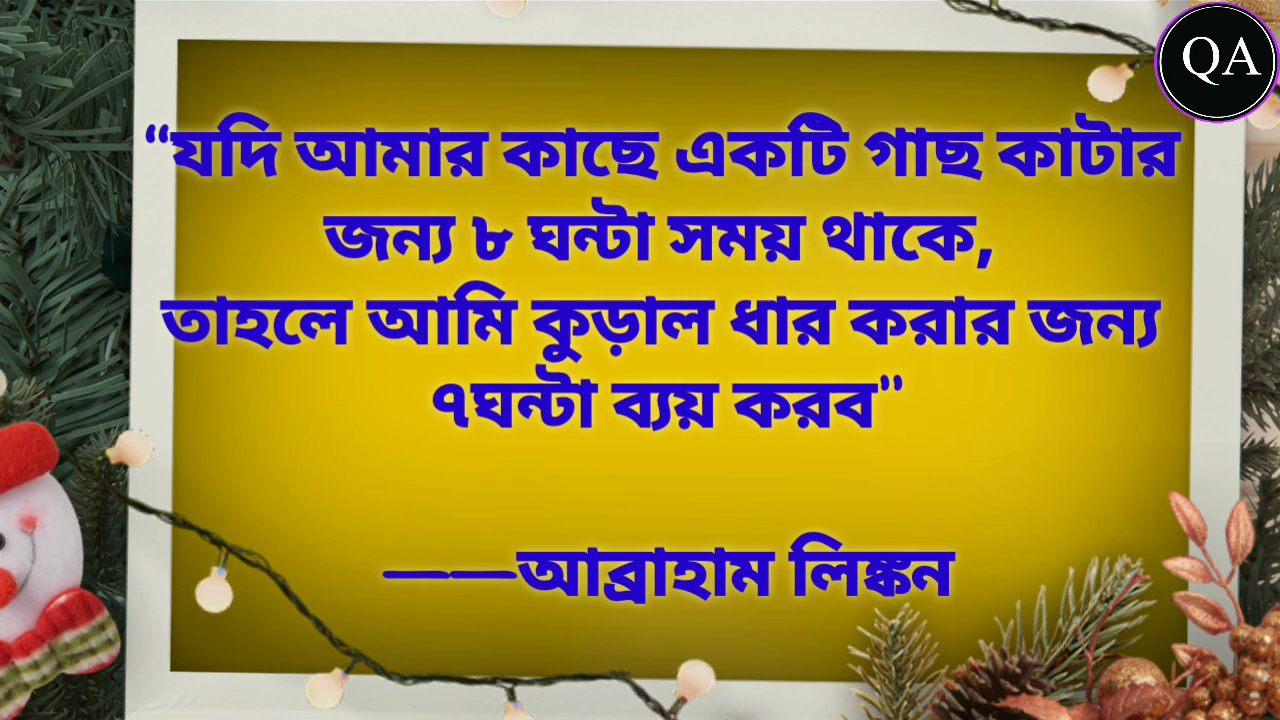 QA
“যদি আমার কাছে একটি গাছ কাটার
জন্য ৮ ঘন্টা সময় থাকে,
তাহলে আমি কুড়াল ধার করার জন্য
৭ঘন্টা ব্যয় করব"
——আব্রাহাম লিঙ্কন